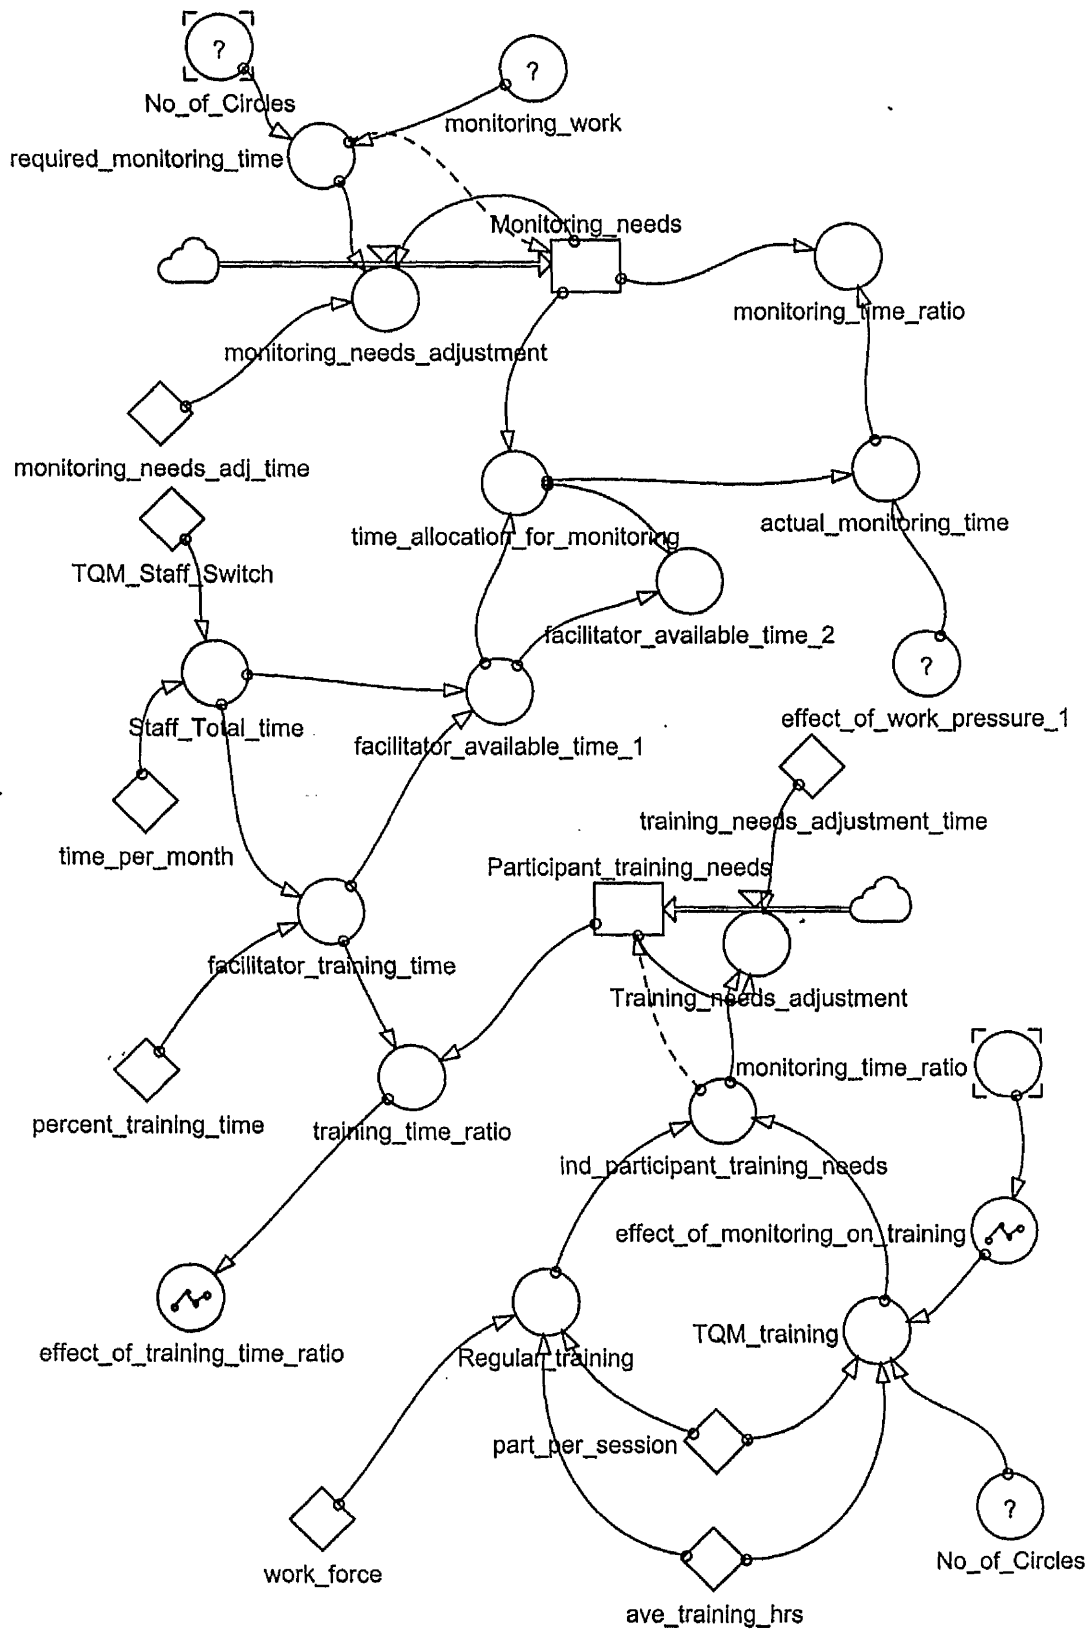 ?
?
No_of_Circles
monitoring_work
required_monitoring_time
Monitoring_needs
monitoring_time_ratio
monitoring_needs_adjustment
monitoring_needs_adj_time
actual_monitoring_time
time_allocation_for_monitoring
TQM_Staff_Switch
facilitator_available_time_2
?
effect_of_work_pressure_1
Staff_Total_time
facilitator_available_time_1
training_needs_adjustment_time
time_per_month
Participant_training_needs
facilitator_training_time
Training_needs_adjustment
monitoring_time_ratio
percent_training_time
training_time_ratio
ind_participant_training_needs
effect_of_monitoring_on_training
TQM_training
effect_of_training_time_ratio
Regular_training
part_per_session
?
No_of_Circles
work_force
ave_training_hrs